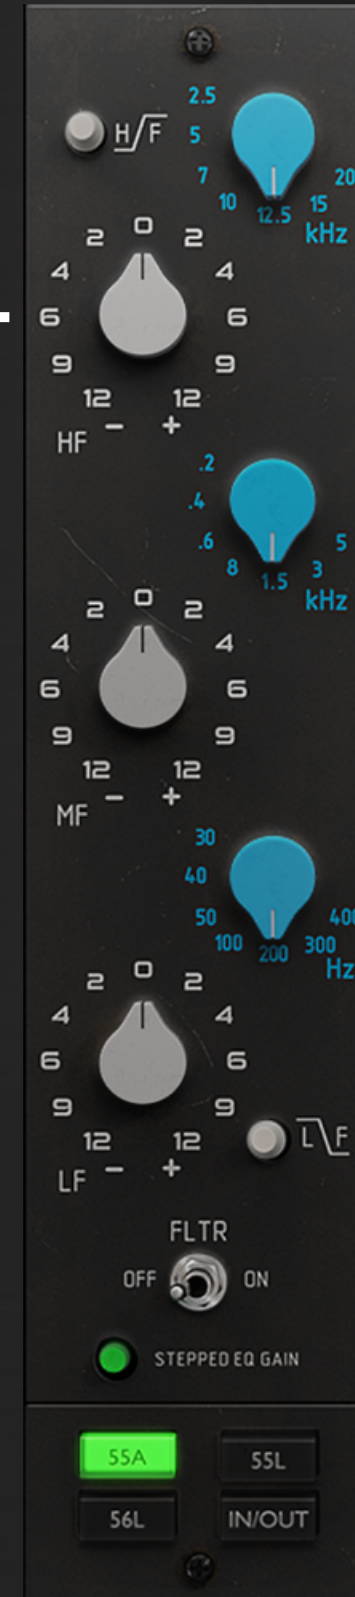 2.5
H/F 5
7 20
10 12.5 15
kHz
2 0 2
4 4
6 6
9 9
12 12
- +
HF
.2
.4
.6 5
8 1.5 3
kHz
2 0 2
4 4
6 6
9 9
12 12
- +
MF
30
40
50 400
100 200 300
Hz
2 0 2
4 4
6 6
9 9
12 12
- +
LF
L\F
FLTR
OFF ON
STEPPED EQ GAIN
55A 55L
56L IN/OUT